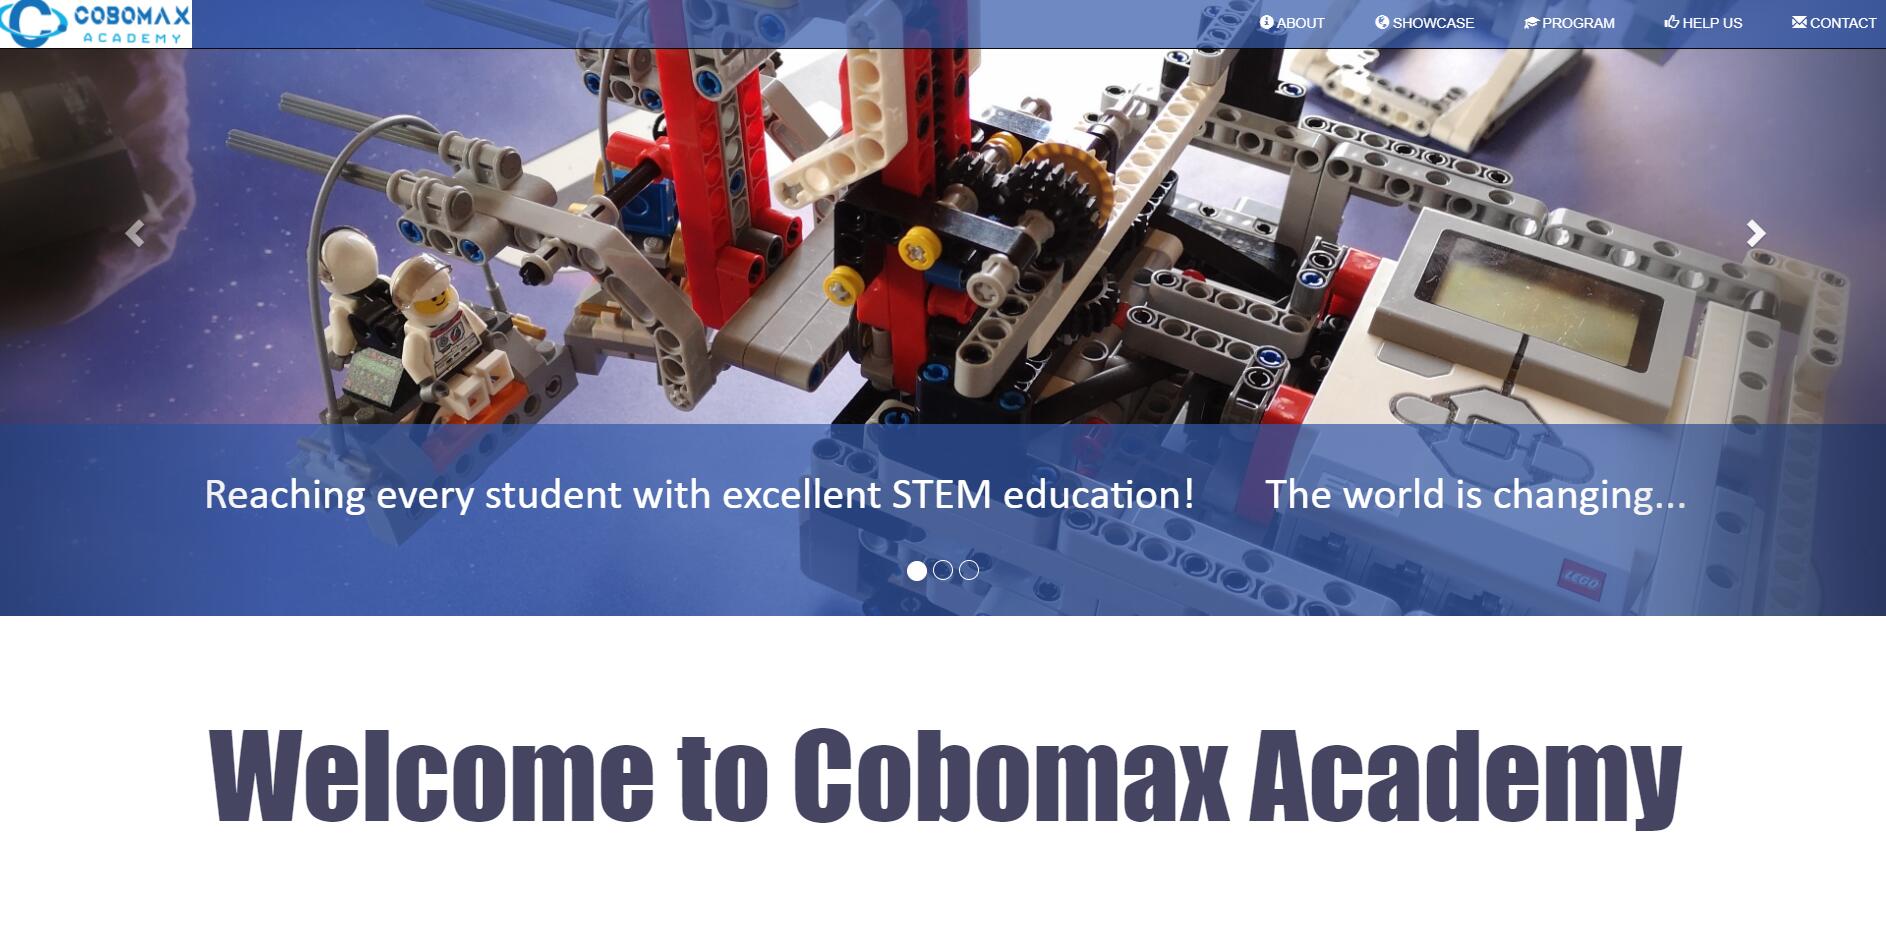 COBOMAX
ACADEMY
ABOUT SHOWCASE PROGRAM HELP US CONTACT
Reaching every student with excellent STEM education! The world is changing...
LEGO
Welcome to Cobomax Academy